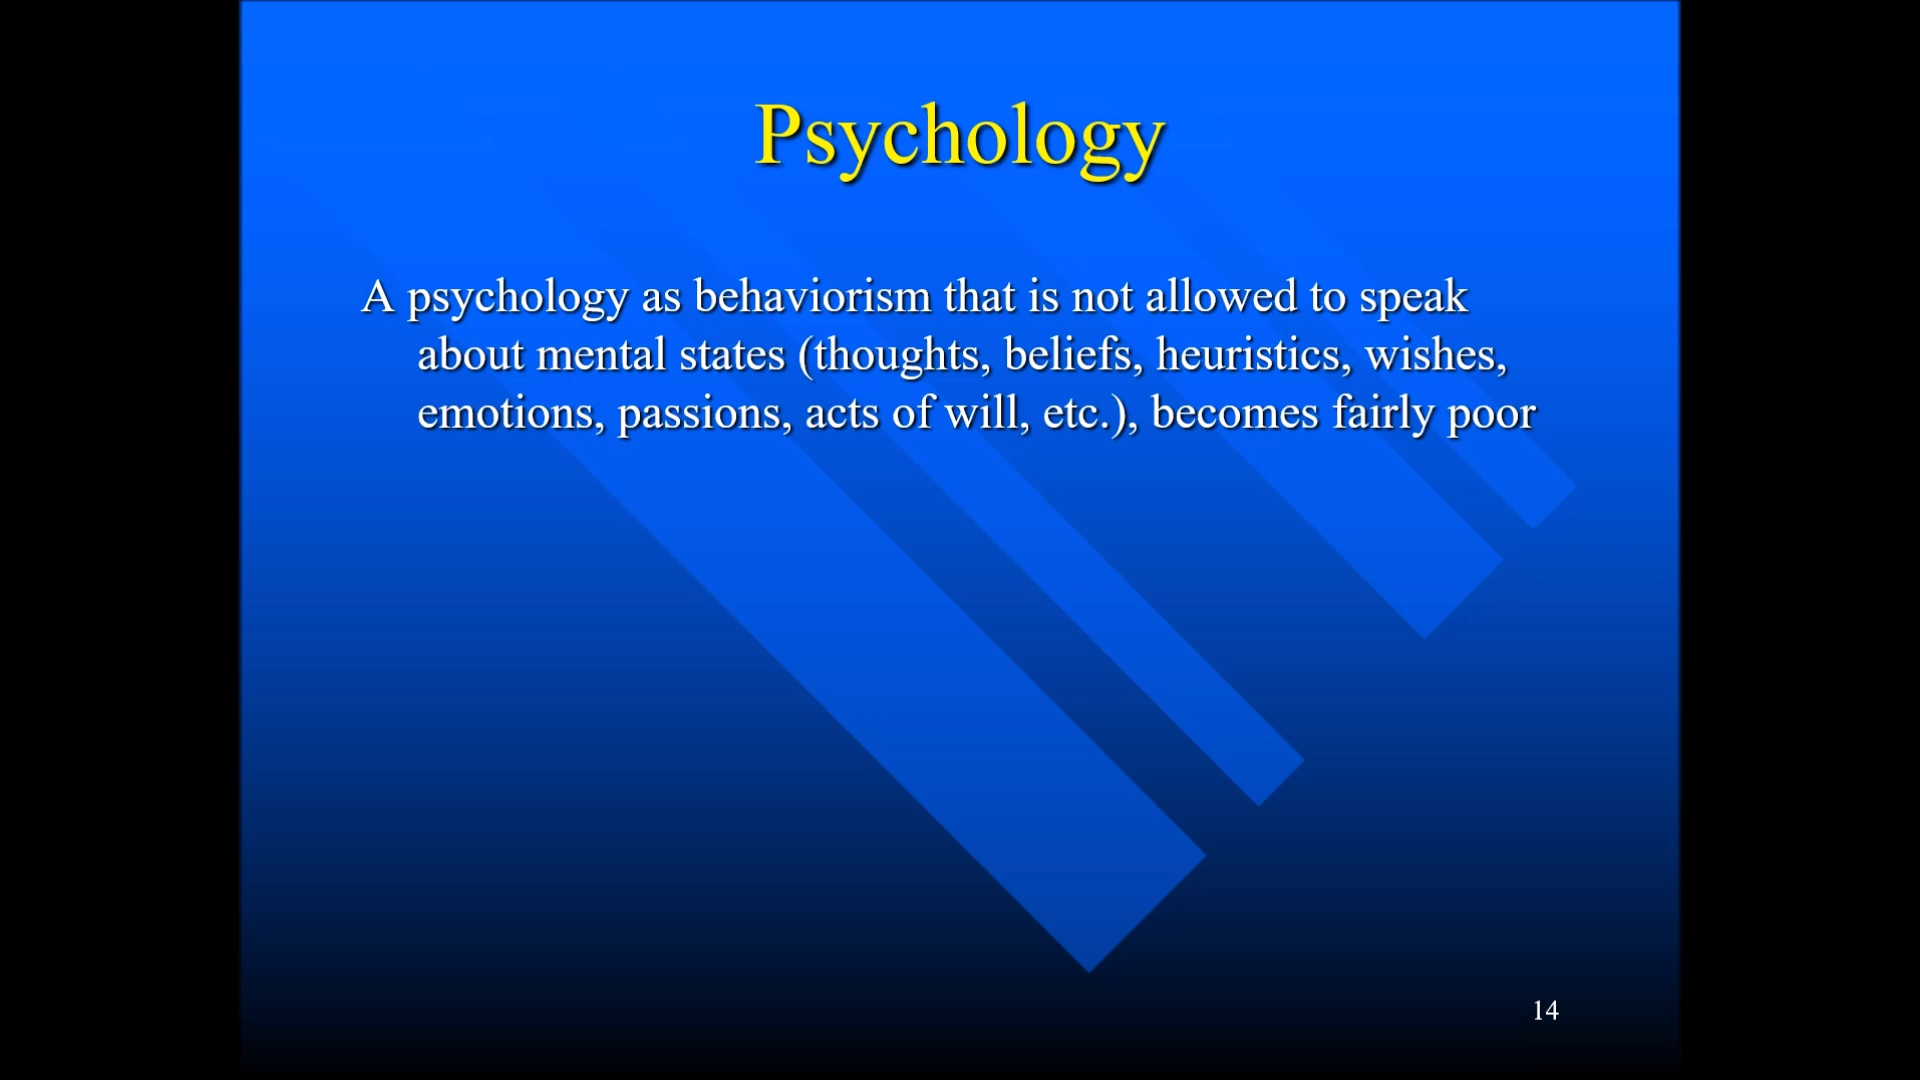 Psychology
A psychology as behaviorism that is not allowed to speak
about mental states (thoughts, beliefs, heuristics, wishes,
emotions, passions, acts of will, etc.), becomes fairly poor
14